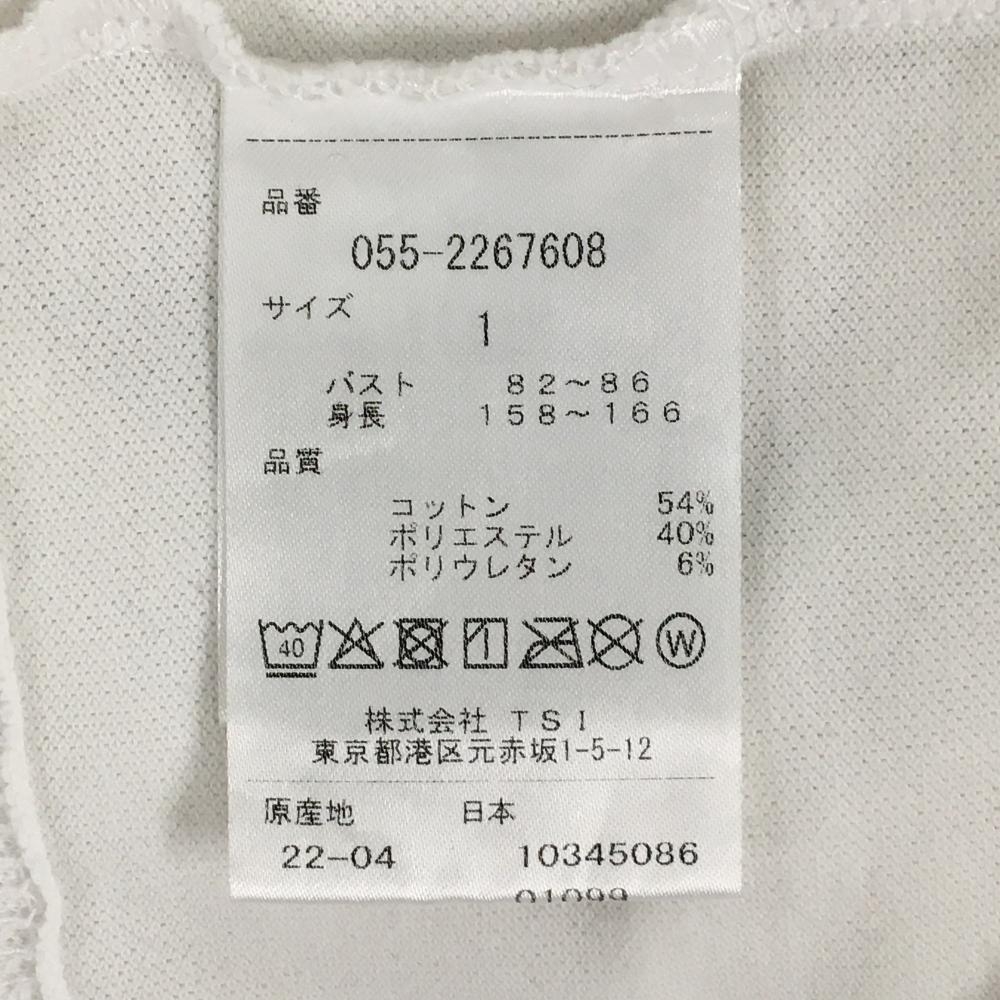 品番
055-2267608
サイズ
1
バスト 82~86
身長 158~166
品質
コットン 54%
ポリエステル 40%
ポリウレタン 6%
40 W
株式会社 TSI
東京都港区元赤坂1-5-12
原産地 日本
22-04 10345086
01099